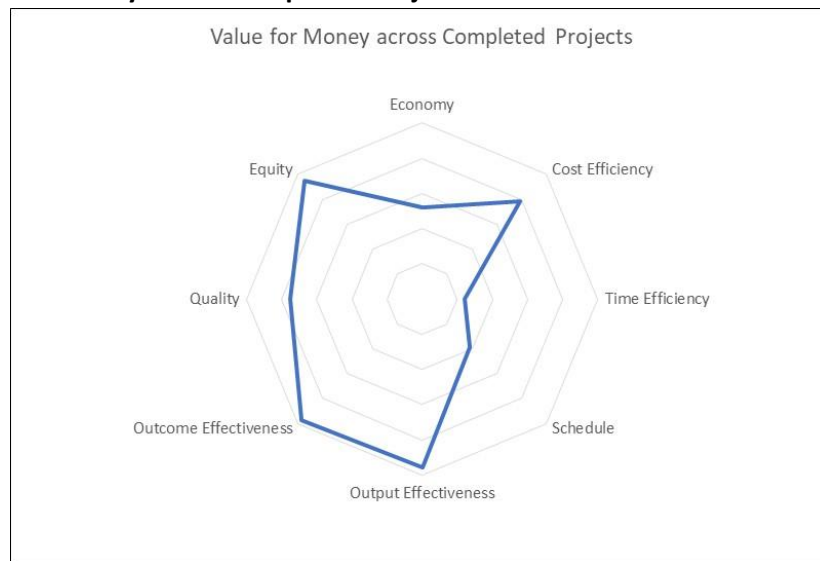 Value for Money across Completed Projects
Economy
Equity
Cost Efficiency
Quality
Time Efficiency
Outcome Effectiveness
Schedule
Output Effectiveness